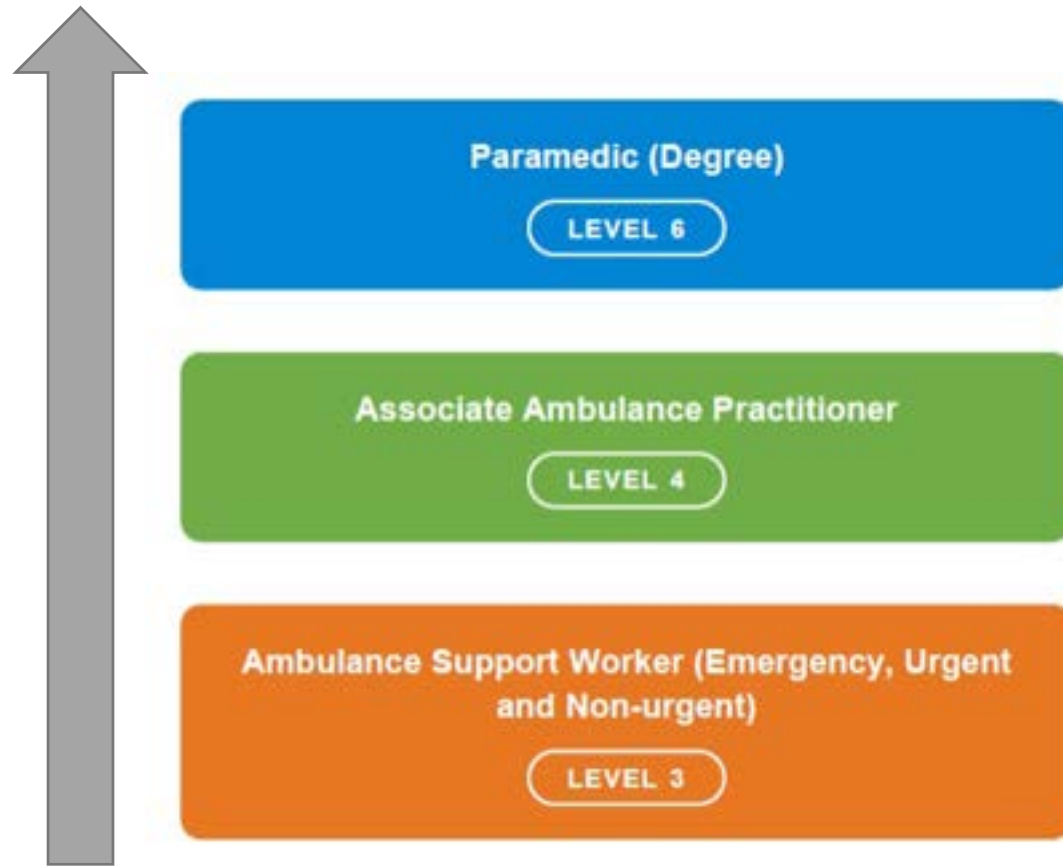 Paramedic (Degree)
LEVEL 6
Associate Ambulance Practitioner
LEVEL 4
Ambulance Support Worker (Emergency, Urgent
and Non-urgent)
LEVEL 3